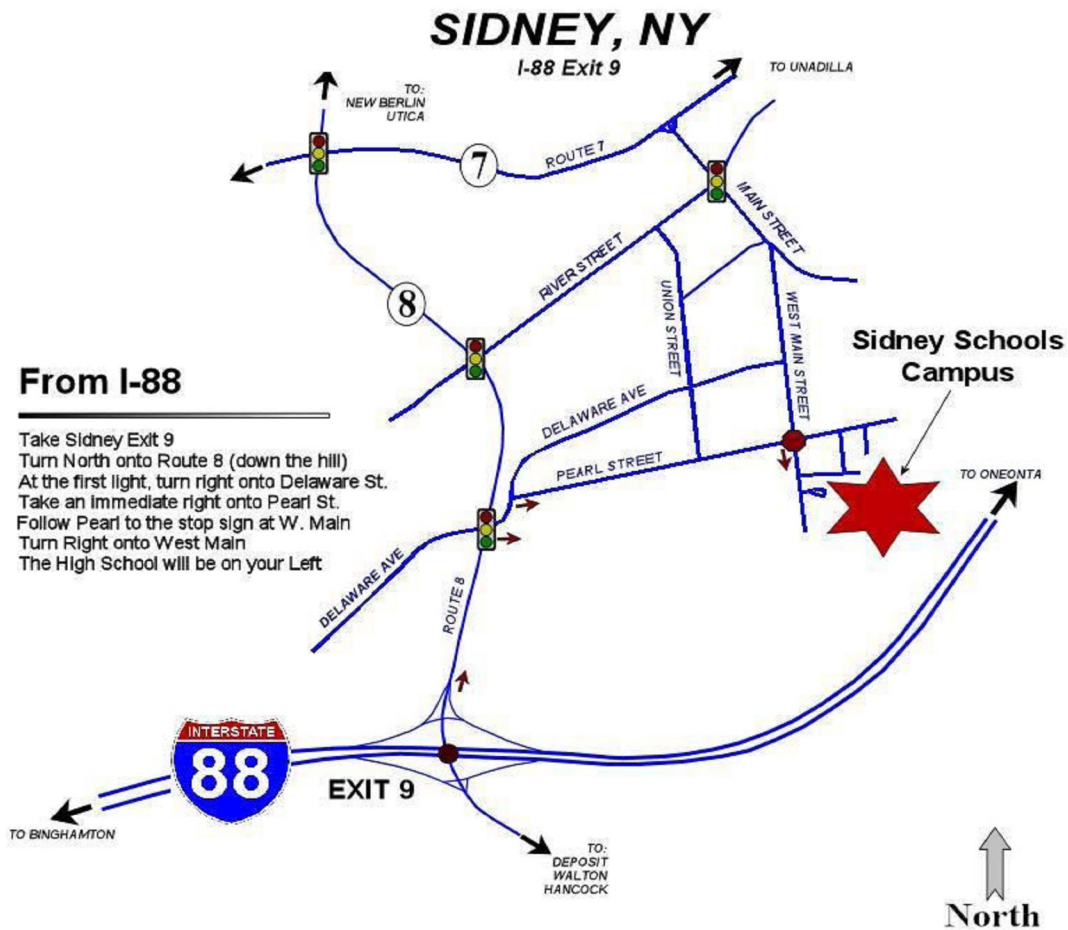 SIDNEY, NY
I-88 Exit 9
TO UNADILLA
TO:
NEW BERLIN
UTICA
7
ROUTE 7
MAIN STREET
RIVER STREET
8
UNION STREET
WEST MAIN STREET
Sidney Schools
Campus
From I-88
Take Sidney Exit 9
Turn North onto Route 8 (down the hill)
At the first light, turn right onto Delaware St.
Take an immediate right onto Pearl St.
Follow Pearl to the stop sign at W. Main
Turn Right onto West Main
The High School will be on your Left
DELAWARE AVE
PEARL STREET
TO ONEONTA
DELAWARE AVE
ROUTE 8
INTERSTATE
88
EXIT 9
TO BINGHAMTON
TO:
DEPOSIT
WALTON
HANCOCK
North